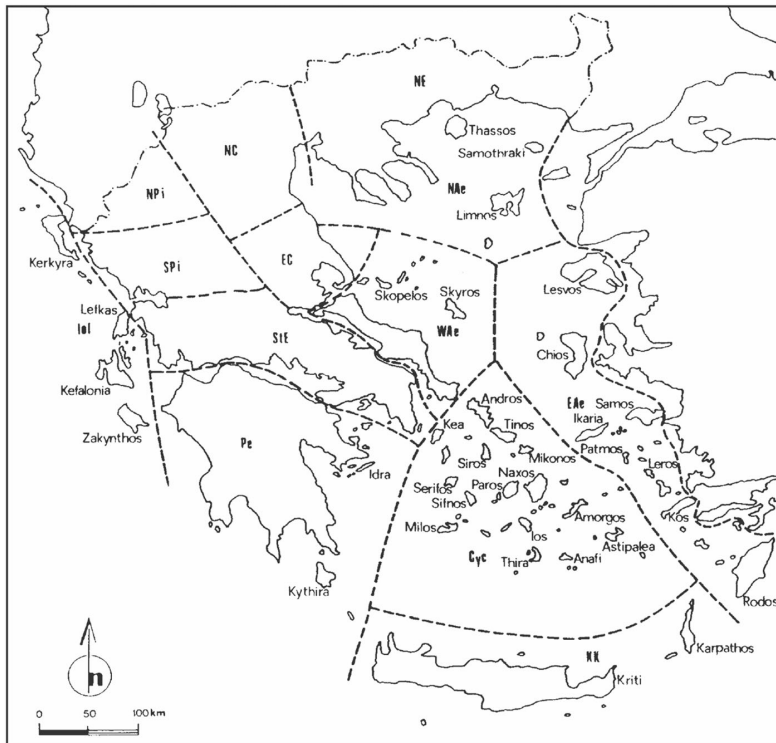 NE
Thassos
NC
Samothraki
NPi
NAe
Limnos
Kerkyra
SPi
EC
Skopelos
Skyros
Lesvos
Lefkas
IoI
StE
WAe
Chios
Kefalonia
Andros
EAe
Samos
Ikaria
Zakynthos
Pe
Kea
Tinos
Patmos
Siros
Mikonos
Leros
Idra
Naxos
Serifos
Paros
Sifnos
Amorgos
Kos
Milos
Ios
Astipalea
Cyc
Thira
Anafi
Kythira
Rodos
KK
Karpathos
Kriti
n
0 50 100km